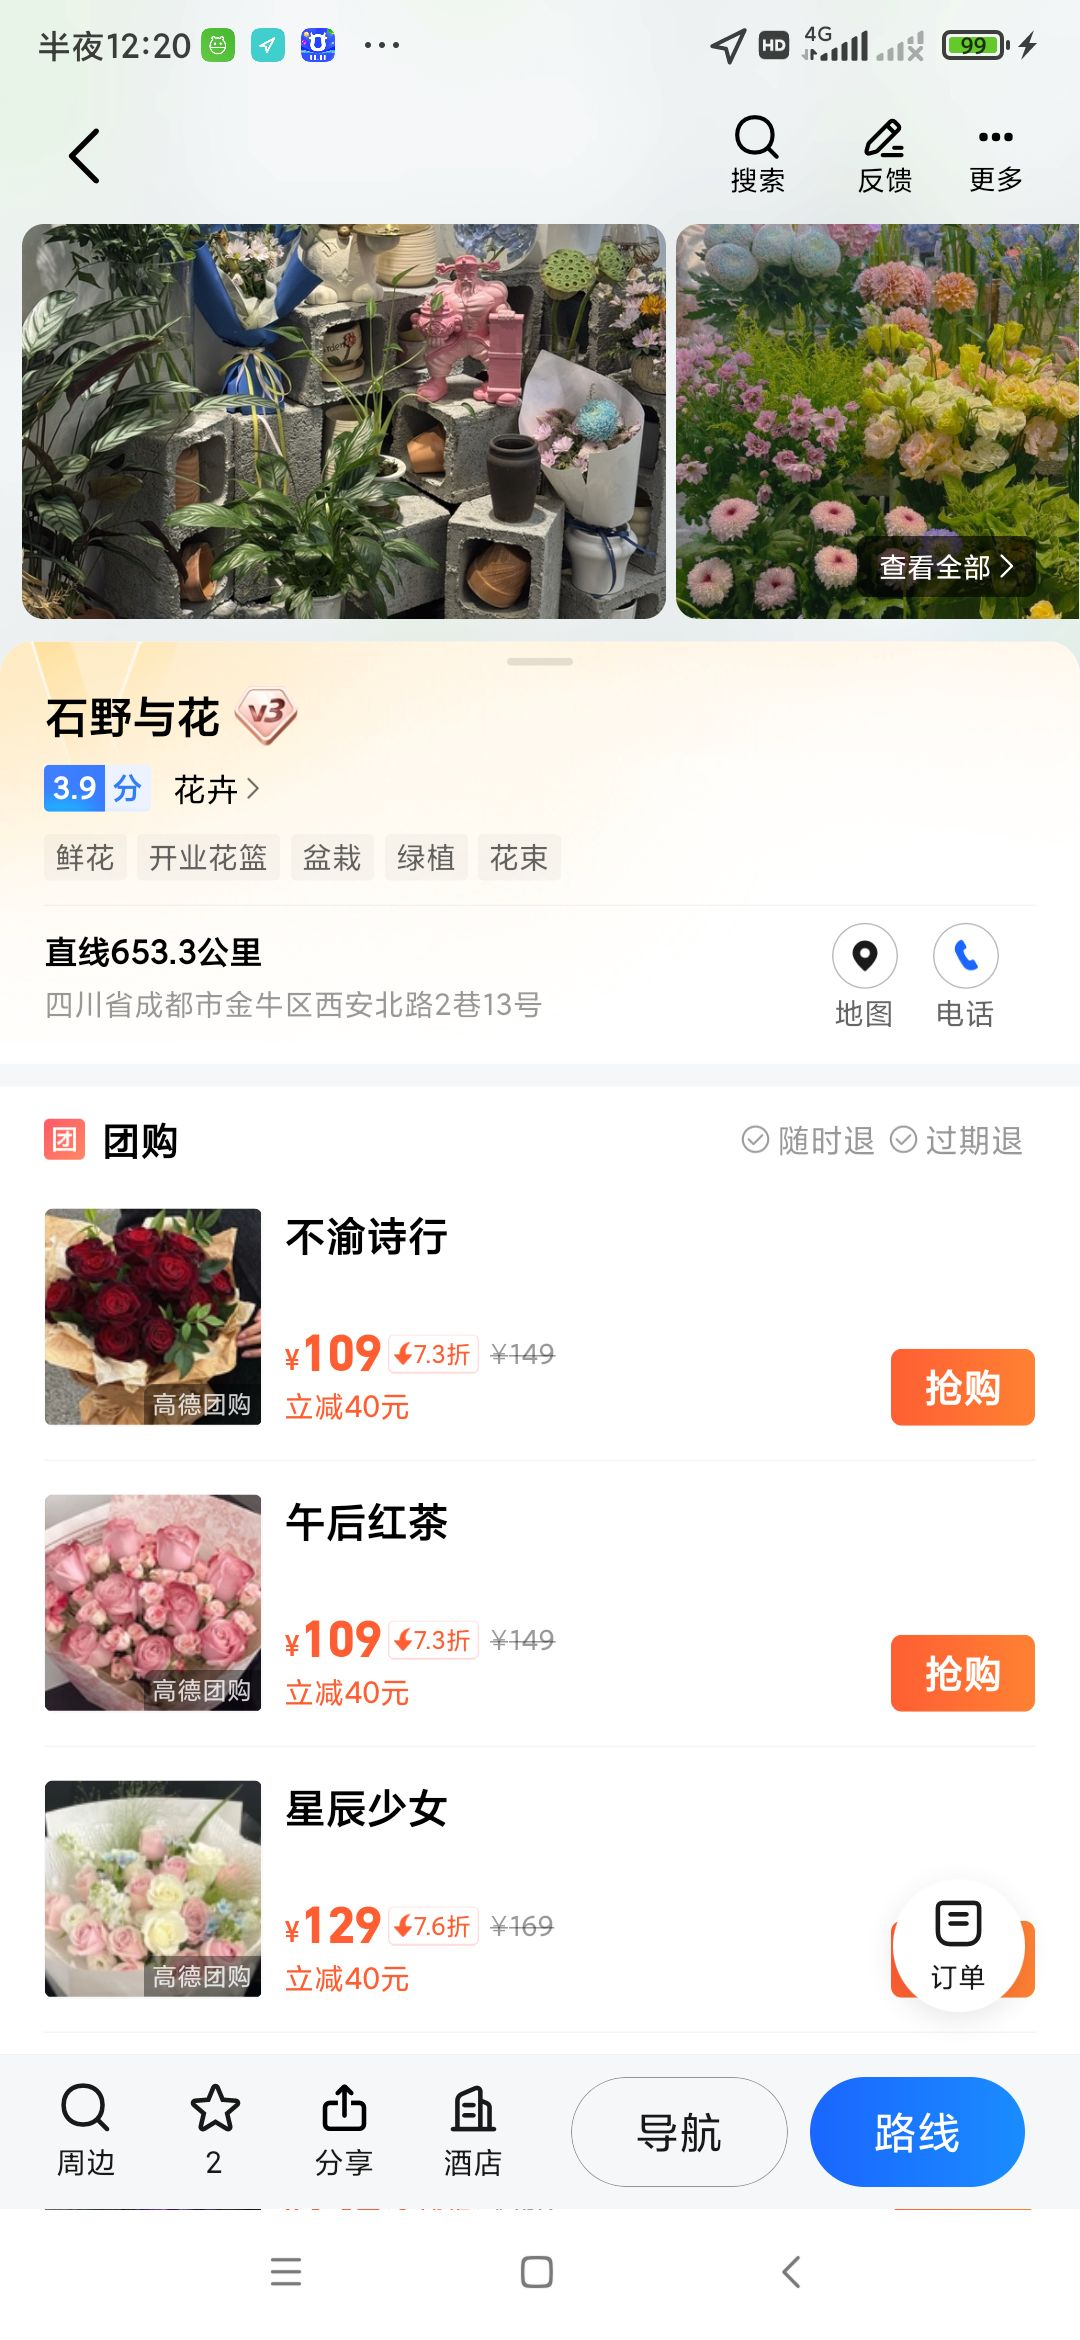 半夜12:20
HD 4G 99
搜索 反馈 更多
查看全部
石野与花 v3
3.9分 花卉
鲜花 开业花篮 盆栽 绿植 花束
直线653.3公里
四川省成都市金牛区西安北路2巷13号
地图 电话
团 团购 随时退 过期退
不渝诗行
¥109 7.3折 ¥149
立减40元
抢购
高德团购
午后红茶
¥109 7.3折 ¥149
立减40元
抢购
高德团购
星辰少女
¥129 7.6折 ¥169
立减40元
高德团购
订单
周边 2 分享 酒店 导航 路线